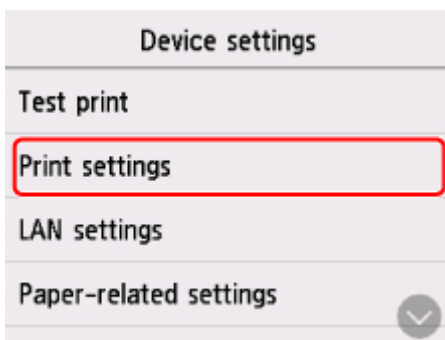 Device settings
Test print
Print settings
LAN settings
Paper-related settings